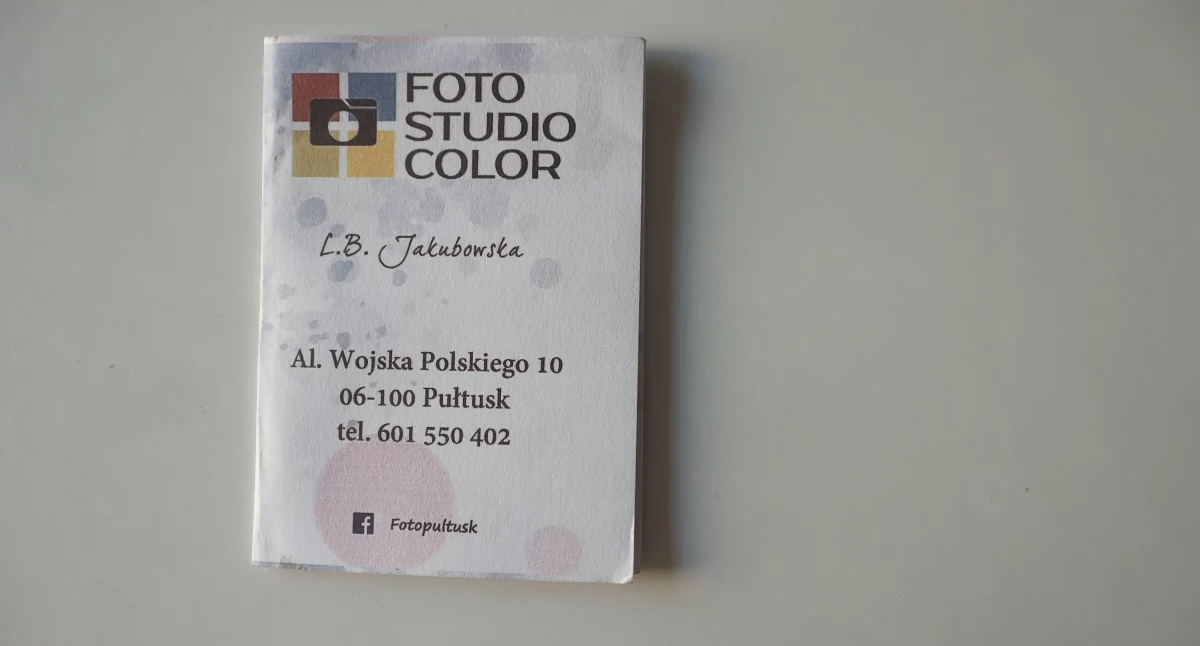 FOTO
STUDIO
COLOR
L.B. Jakubowska
Al. Wojska Polskiego 10
06-100 Pułtusk
tel. 601 550 402
f Fotopultusk